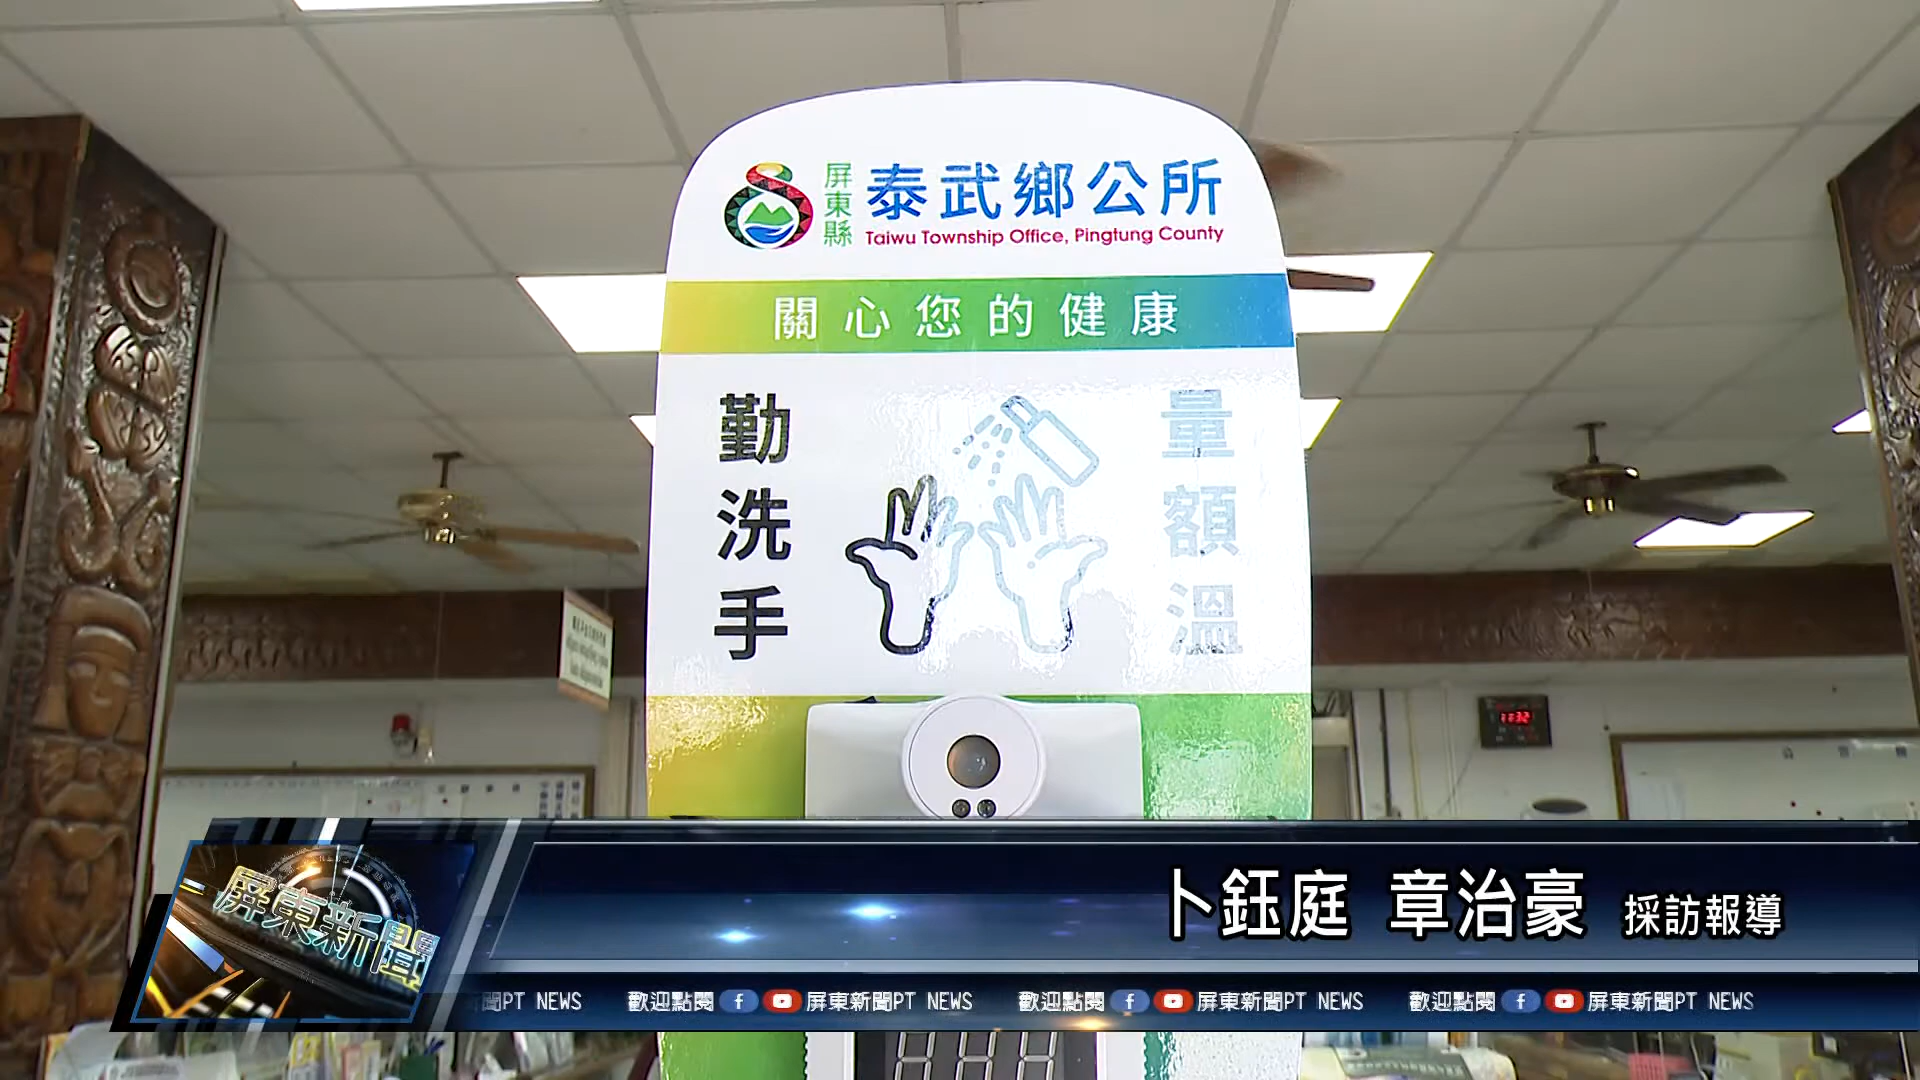 屏東縣
泰武鄉公所
Taiwu Township Office, Pingtung County
關心您的健康
勤洗手
量額溫
11:32
屏東新聞
卜鈺庭 章治豪 採訪報導
聞PT NEWS 歡迎點閱 屏東新聞PT NEWS 歡迎點閱 屏東新聞PT NEWS 歡迎點閱 屏東新聞PT NEWS
888